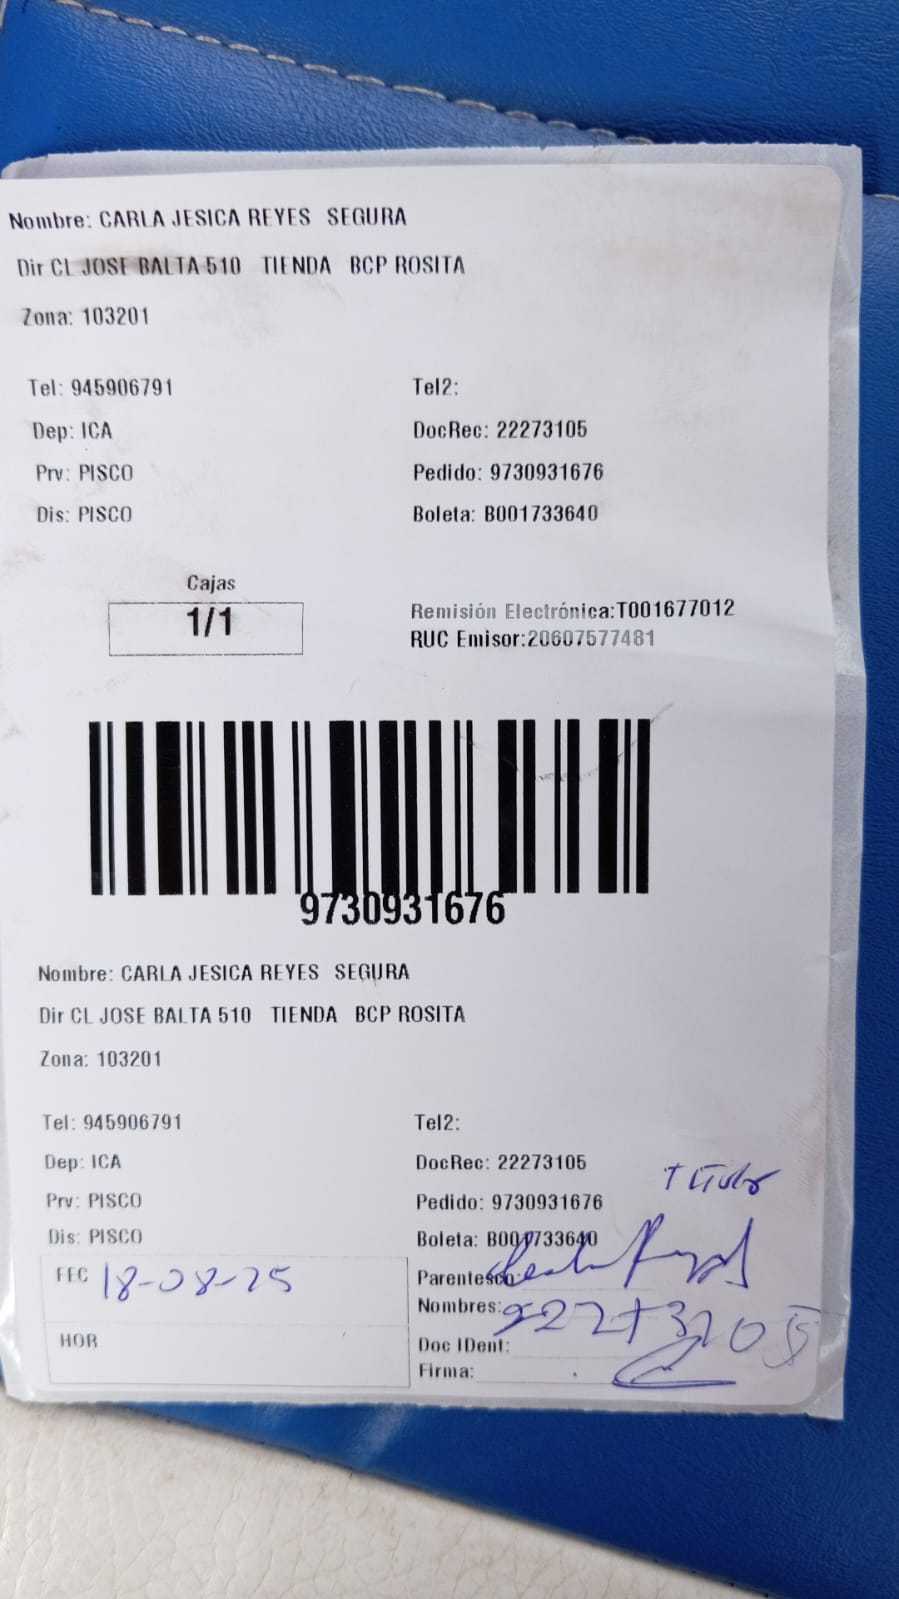 Nombre: CARLA JESICA REYES SEGURA
Dir CL JOSE BALTA 510 TIENDA BCP ROSITA
Zona: 103201
Tel: 945906791 Tel2:
Dep: ICA DocRec: 22273105
Prv: PISCO Pedido: 9730931676
Dis: PISCO Boleta: B001733640
Cajas
1/1
Remisión Electrónica:T001677012
RUC Emisor:20607577481
9730931676
Nombre: CARLA JESICA REYES SEGURA
Dir CL JOSE BALTA 510 TIENDA BCP ROSITA
Zona: 103201
Tel: 945906791 Tel2:
Dep: ICA DocRec: 22273105
Prv: PISCO Pedido: 9730931676
Titular
Dis: PISCO Boleta: B001733640
FEC 18-08-25 Parentesco:
Nombres:
HOR Doc IDent:
Firma: